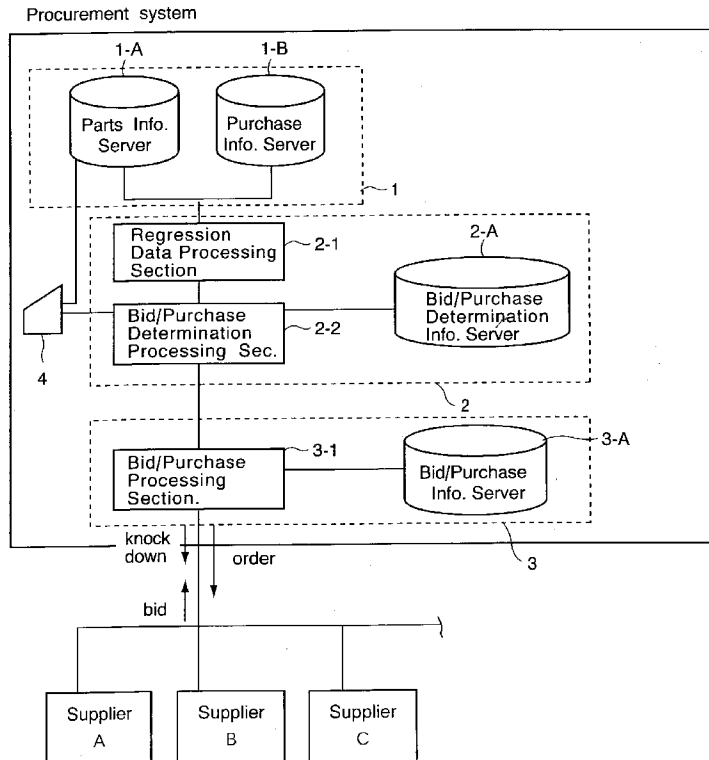 Procurement system
1-A
1-B
Parts Info.
Server
Purchase
Info. Server
1
Regression
Data Processing
Section
2-1
2-A
Bid/Purchase
Determination
Info. Server
Bid/Purchase
Determination
Processing Sec.
2-2
4
2
3-1
3-A
Bid/Purchase
Processing
Section.
Bid/Purchase
Info. Server
knock
down
order
3
bid
Supplier
A
Supplier
B
Supplier
C